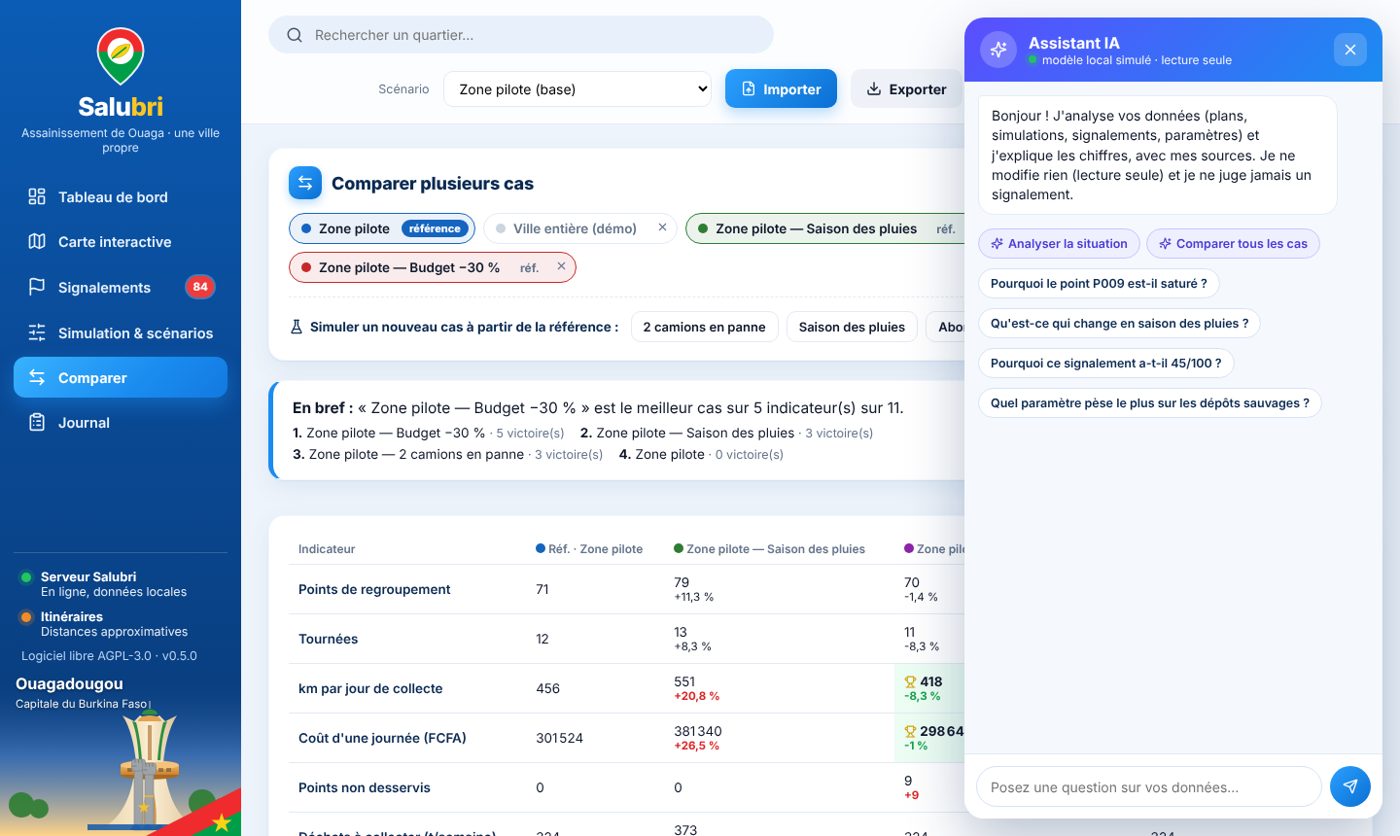 Salubri
Assainissement de Ouaga · une ville
propre
Tableau de bord
Carte interactive
Signalements 84
Simulation & scénarios
Comparer
Journal
Serveur Salubri
En ligne, données locales
Itinéraires
Distances approximatives
Logiciel libre AGPL-3.0 · v0.5.0
Ouagadougou
Capitale du Burkina Faso
Rechercher un quartier...
Scénario Zone pilote (base) Importer Exporter
Comparer plusieurs cas
Zone pilote référence Ville entière (démo) × Zone pilote — Saison des pluies réf.
Zone pilote — Budget −30 % réf. ×
Simuler un nouveau cas à partir de la référence : 2 camions en panne Saison des pluies
En bref : « Zone pilote — Budget −30 % » est le meilleur cas sur 5 indicateur(s) sur 11.
1. Zone pilote — Budget −30 % · 5 victoire(s) 2. Zone pilote — Saison des pluies · 3 victoire(s)
3. Zone pilote — 2 camions en panne · 3 victoire(s) 4. Zone pilote · 0 victoire(s)
Indicateur Réf. · Zone pilote Zone pilote — Saison des pluies Zone
Points de regroupement 71 79 70
+11,3 % -1,4 %
Tournées 12 13 11
+8,3 % -8,3 %
km par jour de collecte 456 551 418
+20,8 % -8,3 %
Coût d'une journée (FCFA) 301 524 381 340 298 64
+26,5 % -1 %
Points non desservis 0 0 9
+9
373
Assistant IA
modèle local simulé · lecture seule
Bonjour ! J'analyse vos données (plans,
simulations, signalements, paramètres) et
j'explique les chiffres, avec mes sources. Je ne
modifie rien (lecture seule) et je ne juge jamais un
signalement.
Analyser la situation Comparer tous les cas
Pourquoi le point P009 est-il saturé ?
Qu'est-ce qui change en saison des pluies ?
Pourquoi ce signalement a-t-il 45/100 ?
Quel paramètre pèse le plus sur les dépôts sauvages ?
Posez une question sur vos données...